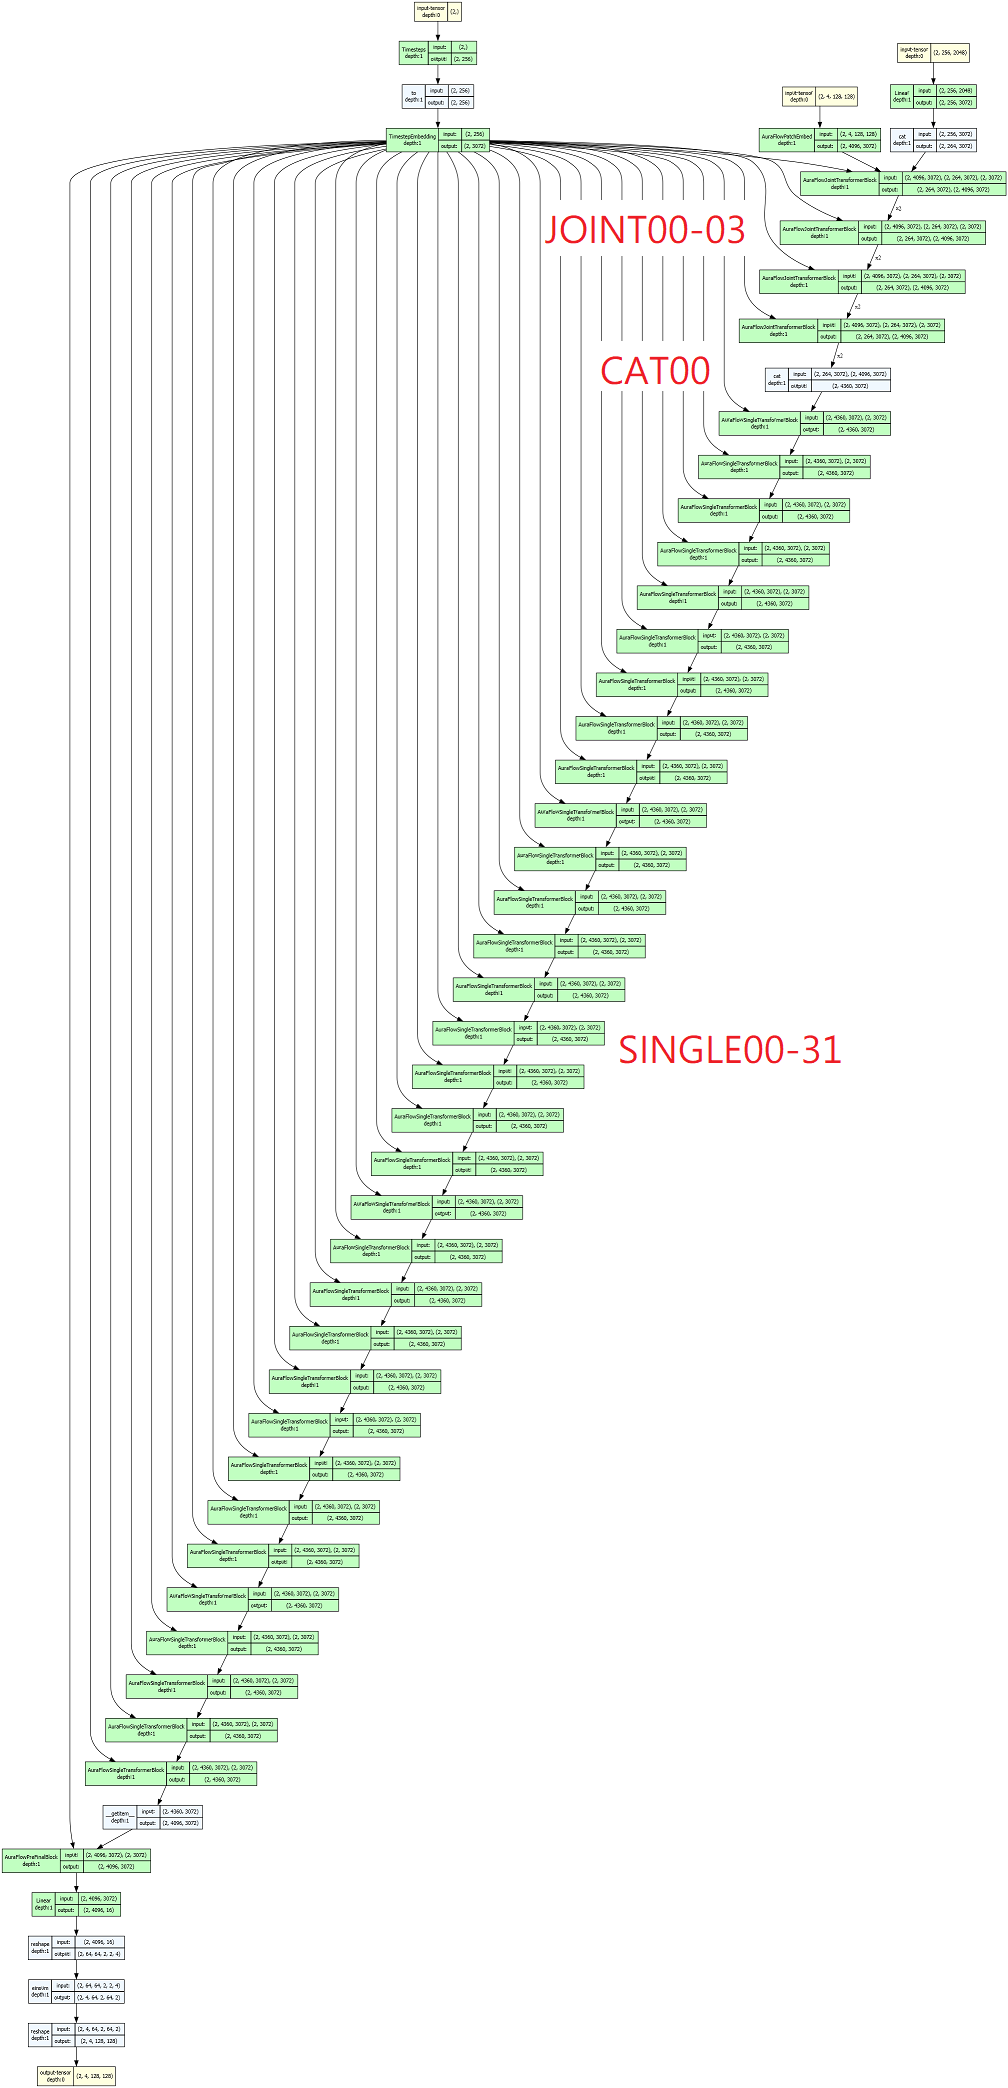 input-tensor (2,)
depth:0
Timesteps input: (2,)
depth:1 output: (2, 256)
input-tensor (2, 256, 2048)
depth:0
to input: (2, 256)
depth:1 output: (2, 256)
input-tensor (2, 4, 128, 128)
depth:0
Linear input: (2, 256, 2048)
depth:1 output: (2, 256, 3072)
TimestepEmbedding input: (2, 256)
depth:1 output: (2, 3072)
AuraFlowPatchEmbed input: (2, 4, 128, 128)
depth:1 output: (2, 4096, 3072)
cat input: (2, 256, 3072)
depth:1 output: (2, 264, 3072)
AuraFlowJointTransformerBlock input: (2, 4096, 3072), (2, 264, 3072), (2, 3072)
depth:1 output: (2, 264, 3072), (2, 4096, 3072)
x2
JOINT00-03
AuraFlowJointTransformerBlock input: (2, 4096, 3072), (2, 264, 3072), (2, 3072)
depth:1 output: (2, 264, 3072), (2, 4096, 3072)
x2
AuraFlowJointTransformerBlock input: (2, 4096, 3072), (2, 264, 3072), (2, 3072)
depth:1 output: (2, 264, 3072), (2, 4096, 3072)
x2
AuraFlowJointTransformerBlock input: (2, 4096, 3072), (2, 264, 3072), (2, 3072)
depth:1 output: (2, 264, 3072), (2, 4096, 3072)
x2
CAT00
cat input: (2, 264, 3072), (2, 4096, 3072)
depth:1 output: (2, 4360, 3072)
AuraFlowSingleTransformerBlock input: (2, 4360, 3072), (2, 3072)
depth:1 output: (2, 4360, 3072)
AuraFlowSingleTransformerBlock input: (2, 4360, 3072), (2, 3072)
depth:1 output: (2, 4360, 3072)
AuraFlowSingleTransformerBlock input: (2, 4360, 3072), (2, 3072)
depth:1 output: (2, 4360, 3072)
AuraFlowSingleTransformerBlock input: (2, 4360, 3072), (2, 3072)
depth:1 output: (2, 4360, 3072)
AuraFlowSingleTransformerBlock input: (2, 4360, 3072), (2, 3072)
depth:1 output: (2, 4360, 3072)
AuraFlowSingleTransformerBlock input: (2, 4360, 3072), (2, 3072)
depth:1 output: (2, 4360, 3072)
AuraFlowSingleTransformerBlock input: (2, 4360, 3072), (2, 3072)
depth:1 output: (2, 4360, 3072)
AuraFlowSingleTransformerBlock input: (2, 4360, 3072), (2, 3072)
depth:1 output: (2, 4360, 3072)
AuraFlowSingleTransformerBlock input: (2, 4360, 3072), (2, 3072)
depth:1 output: (2, 4360, 3072)
AuraFlowSingleTransformerBlock input: (2, 4360, 3072), (2, 3072)
depth:1 output: (2, 4360, 3072)
AuraFlowSingleTransformerBlock input: (2, 4360, 3072), (2, 3072)
depth:1 output: (2, 4360, 3072)
AuraFlowSingleTransformerBlock input: (2, 4360, 3072), (2, 3072)
depth:1 output: (2, 4360, 3072)
AuraFlowSingleTransformerBlock input: (2, 4360, 3072), (2, 3072)
depth:1 output: (2, 4360, 3072)
AuraFlowSingleTransformerBlock input: (2, 4360, 3072), (2, 3072)
depth:1 output: (2, 4360, 3072)
AuraFlowSingleTransformerBlock input: (2, 4360, 3072), (2, 3072)
depth:1 output: (2, 4360, 3072)
SINGLE00-31
AuraFlowSingleTransformerBlock input: (2, 4360, 3072), (2, 3072)
depth:1 output: (2, 4360, 3072)
AuraFlowSingleTransformerBlock input: (2, 4360, 3072), (2, 3072)
depth:1 output: (2, 4360, 3072)
AuraFlowSingleTransformerBlock input: (2, 4360, 3072), (2, 3072)
depth:1 output: (2, 4360, 3072)
AuraFlowSingleTransformerBlock input: (2, 4360, 3072), (2, 3072)
depth:1 output: (2, 4360, 3072)
AuraFlowSingleTransformerBlock input: (2, 4360, 3072), (2, 3072)
depth:1 output: (2, 4360, 3072)
AuraFlowSingleTransformerBlock input: (2, 4360, 3072), (2, 3072)
depth:1 output: (2, 4360, 3072)
AuraFlowSingleTransformerBlock input: (2, 4360, 3072), (2, 3072)
depth:1 output: (2, 4360, 3072)
AuraFlowSingleTransformerBlock input: (2, 4360, 3072), (2, 3072)
depth:1 output: (2, 4360, 3072)
AuraFlowSingleTransformerBlock input: (2, 4360, 3072), (2, 3072)
depth:1 output: (2, 4360, 3072)
AuraFlowSingleTransformerBlock input: (2, 4360, 3072), (2, 3072)
depth:1 output: (2, 4360, 3072)
AuraFlowSingleTransformerBlock input: (2, 4360, 3072), (2, 3072)
depth:1 output: (2, 4360, 3072)
AuraFlowSingleTransformerBlock input: (2, 4360, 3072), (2, 3072)
depth:1 output: (2, 4360, 3072)
AuraFlowSingleTransformerBlock input: (2, 4360, 3072), (2, 3072)
depth:1 output: (2, 4360, 3072)
AuraFlowSingleTransformerBlock input: (2, 4360, 3072), (2, 3072)
depth:1 output: (2, 4360, 3072)
AuraFlowSingleTransformerBlock input: (2, 4360, 3072), (2, 3072)
depth:1 output: (2, 4360, 3072)
AuraFlowSingleTransformerBlock input: (2, 4360, 3072), (2, 3072)
depth:1 output: (2, 4360, 3072)
AuraFlowSingleTransformerBlock input: (2, 4360, 3072), (2, 3072)
depth:1 output: (2, 4360, 3072)
__getitem__ input: (2, 4360, 3072)
depth:1 output: (2, 4096, 3072)
AuraFlowPreFinalBlock input: (2, 4096, 3072), (2, 3072)
depth:1 output: (2, 4096, 3072)
Linear input: (2, 4096, 3072)
depth:1 output: (2, 4096, 16)
reshape input: (2, 4096, 16)
depth:1 output: (2, 64, 64, 2, 2, 4)
einsum input: (2, 64, 64, 2, 2, 4)
depth:1 output: (2, 4, 64, 2, 64, 2)
reshape input: (2, 4, 64, 2, 64, 2)
depth:1 output: (2, 4, 128, 128)
output-tensor (2, 4, 128, 128)
depth:0